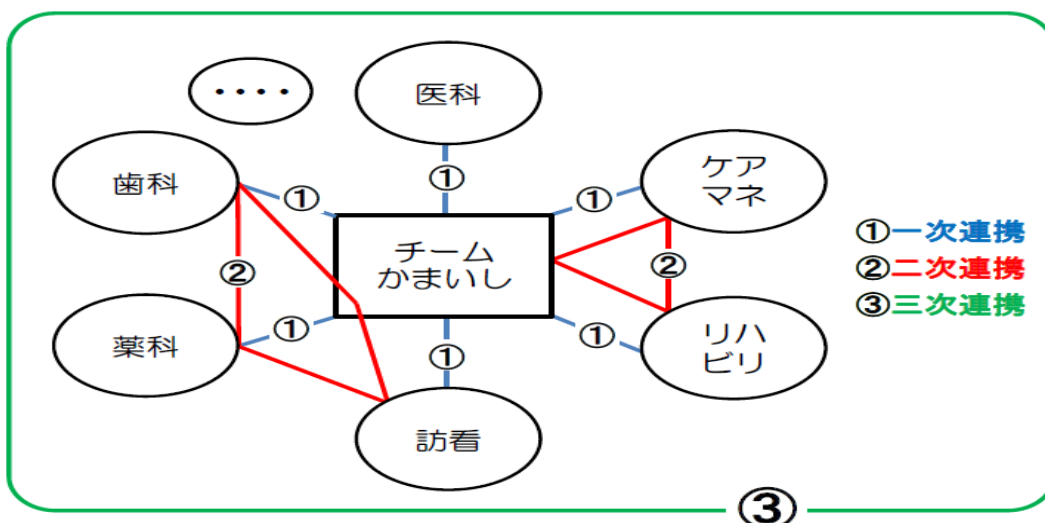 ・・・・
医科
歯科
①
①
①
ケア
マネ
チーム
かまいし
②
②
①一次連携
②二次連携
③三次連携
薬科
①
①
①
リハ
ビリ
訪看
③